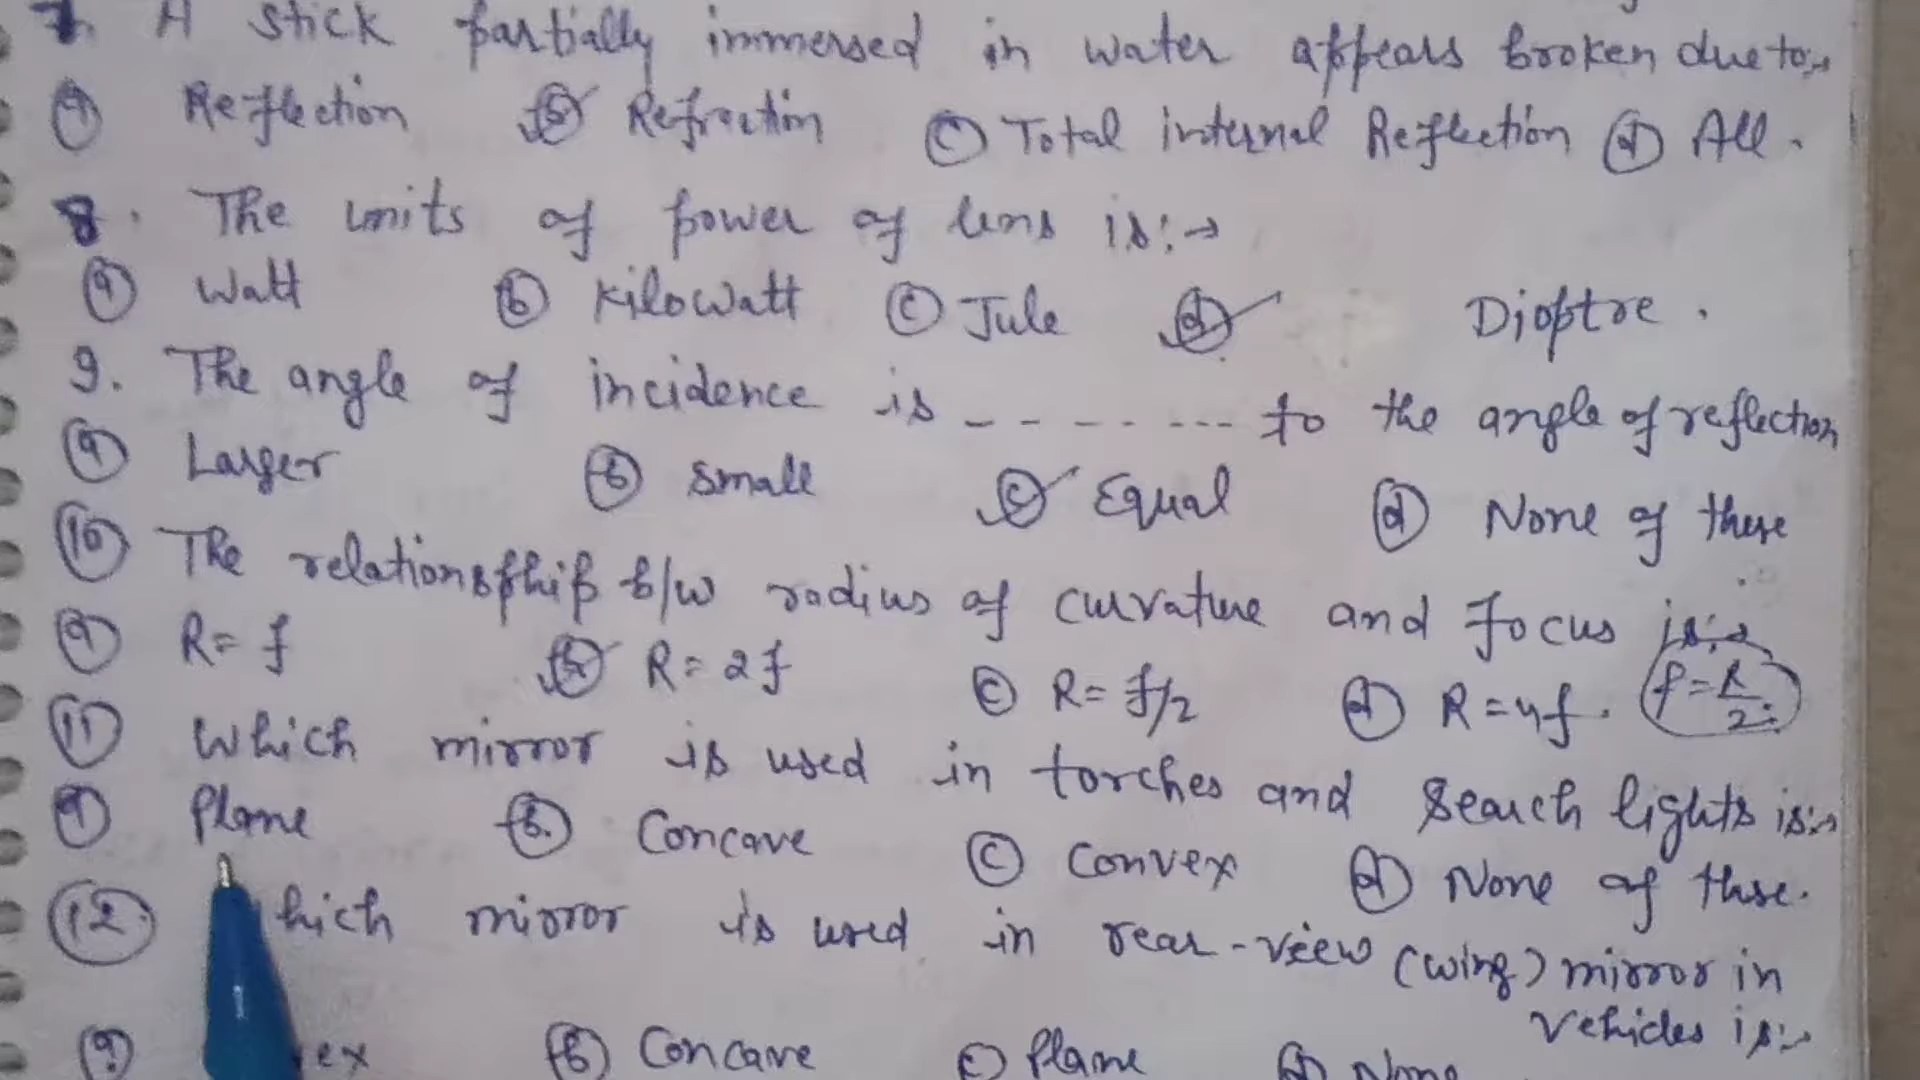 7. A stick partially immersed in water appears broken due to:→
(a) Reflection (b) Refraction (c) Total internal Reflection (d) All.
8. The units of power of lens is:→
(a) Watt (b) Kilowatt (c) Jule (d) Dioptre.
9. The angle of incidence is - - - - - - - - to the angle of reflection
(a) Larger (b) small (c) Equal (d) None of these
(10) The relationship b/w radius of curvature and focus is:→
(a) R = f (b) R = 2f (c) R = f/2 (d) R = 4f. f = R/2
(11) Which mirror is used in torches and Search lights is:→
(a) Plane (b) Concave (c) Convex (d) None of thse.
(12) hich mirror is used in rear-view (wing) mirror in
vehicles is:→
(a) ex (b) Concave (c) Plane (d) None